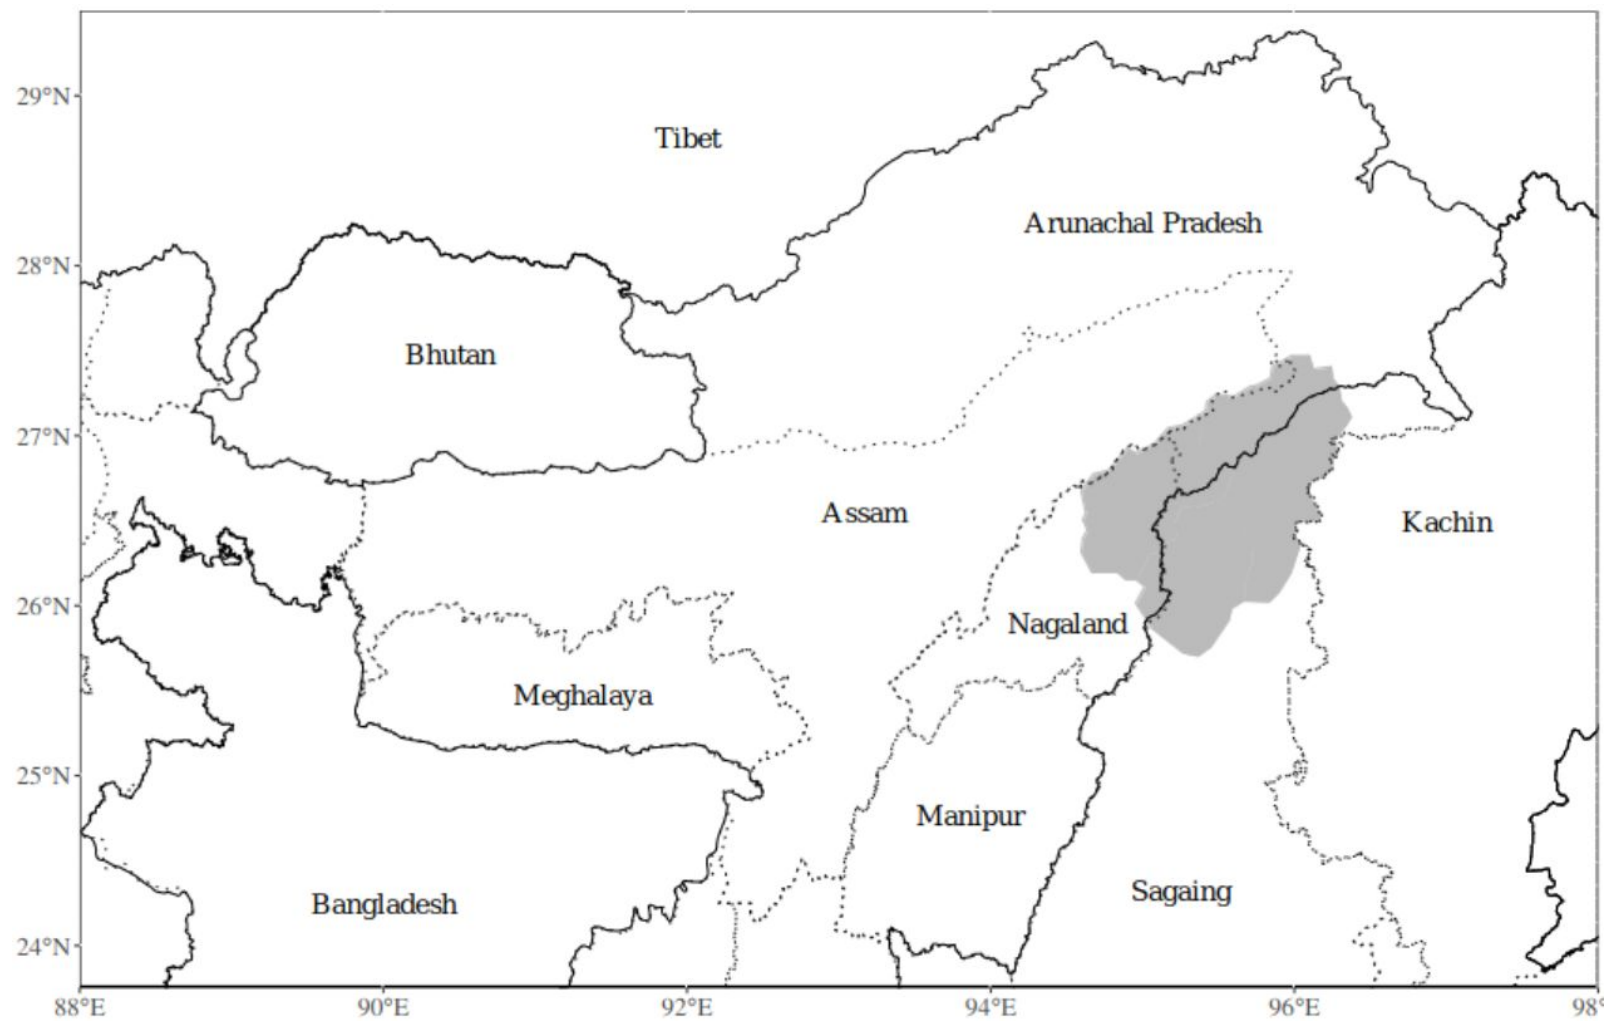 29°N
Tibet
Arunachal Pradesh
28°N
Bhutan
27°N
Assam
Kachin
26°N
Nagaland
Meghalaya
25°N
Manipur
Sagaing
Bangladesh
24°N
88°E 90°E 92°E 94°E 96°E 98°